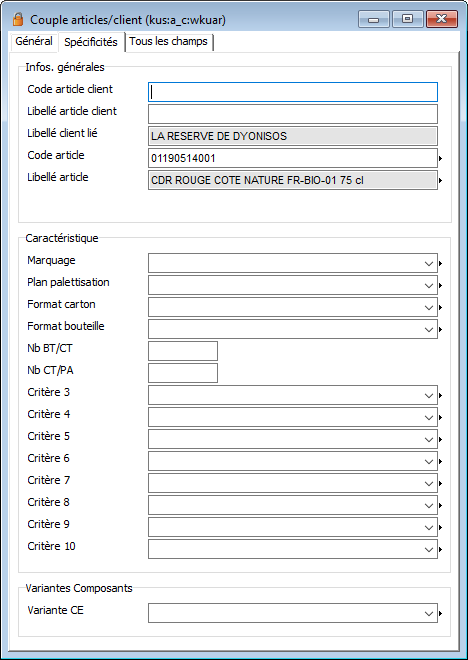 Couple articles/client (kus:a_c:wkuar)
Général Spécificités Tous les champs
Infos. générales
Code article client
Libellé article client
Libellé client lié LA RESERVE DE DYONISOS
Code article 01190514001
Libellé article CDR ROUGE COTE NATURE FR-BIO-01 75 cl
Caractéristique
Marquage
Plan palettisation
Format carton
Format bouteille
Nb BT/CT
Nb CT/PA
Critère 3
Critère 4
Critère 5
Critère 6
Critère 7
Critère 8
Critère 9
Critère 10
Variantes Composants
Variante CE